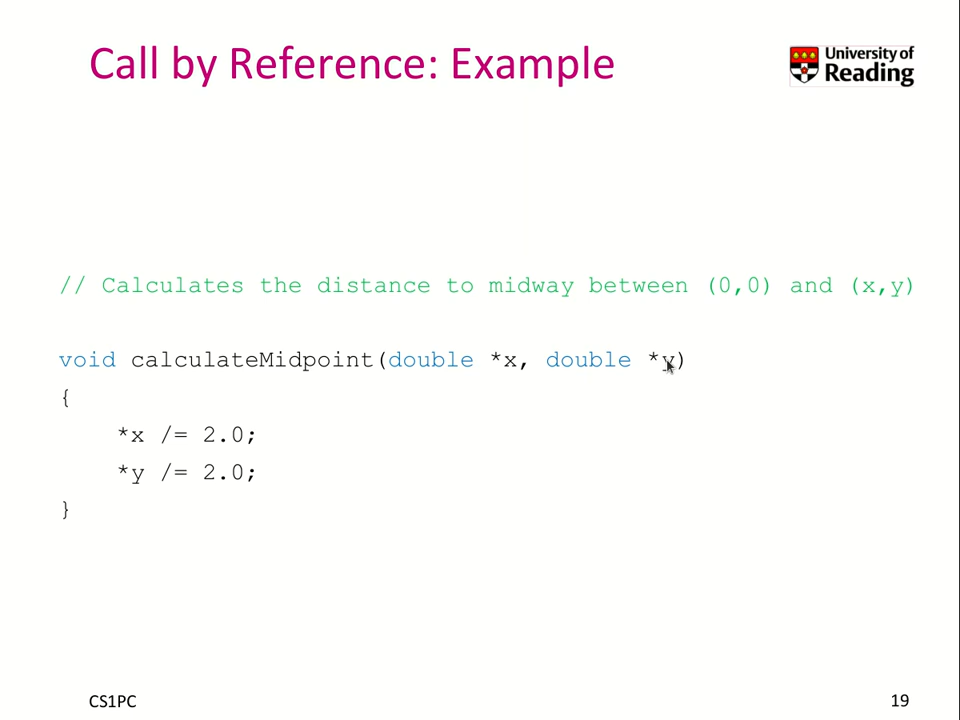 Call by Reference: Example
University of
Reading
// Calculates the distance to midway between (0,0) and (x,y)
void calculateMidpoint(double *x, double *y)
{
    *x /= 2.0;
    *y /= 2.0;
}
CS1PC
19